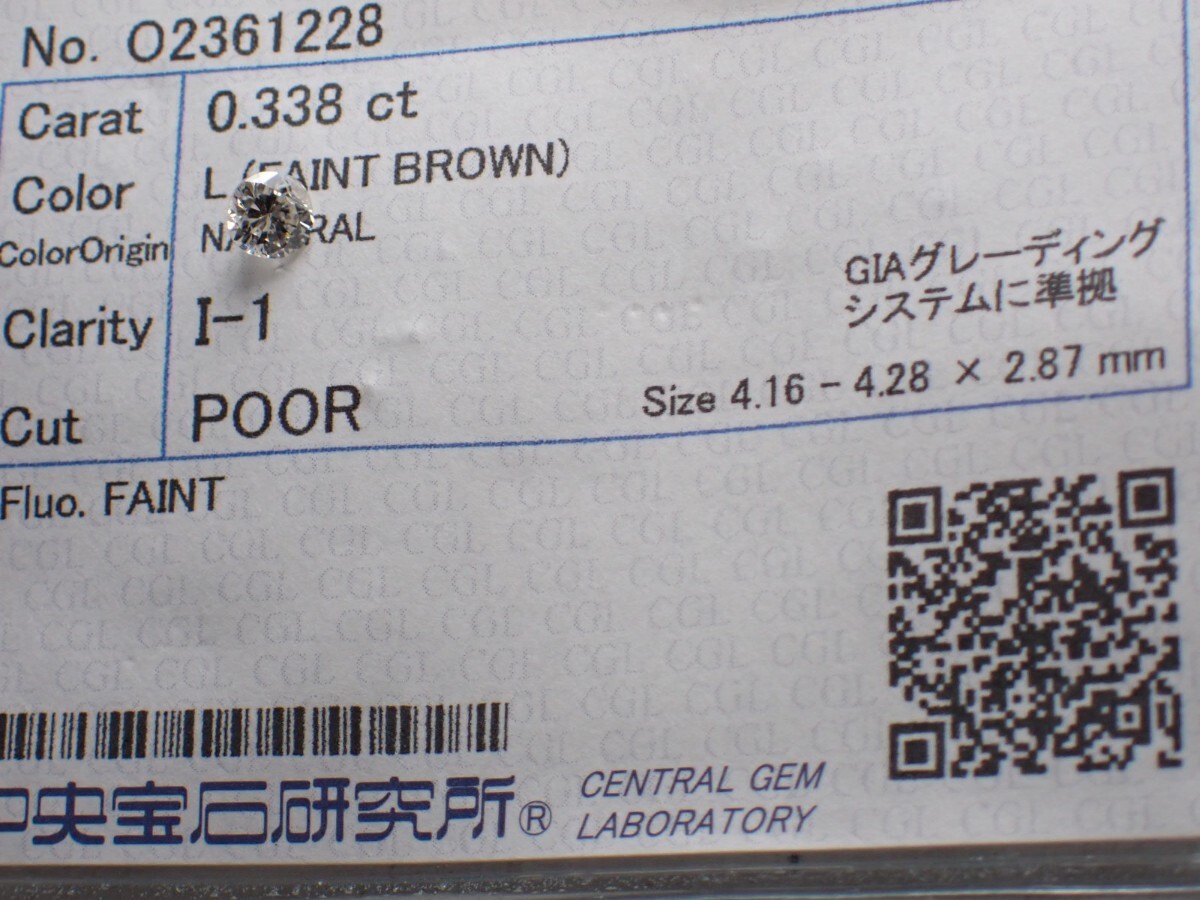 No. O2361228
Carat 0.338 ct
Color L (FAINT BROWN)
ColorOrigin NATURAL
GIAグレーディング
システムに準拠
Clarity I-1
Cut POOR Size 4.16 - 4.28 × 2.87 mm
Fluo. FAINT
中央宝石研究所®
CENTRAL GEM
LABORATORY